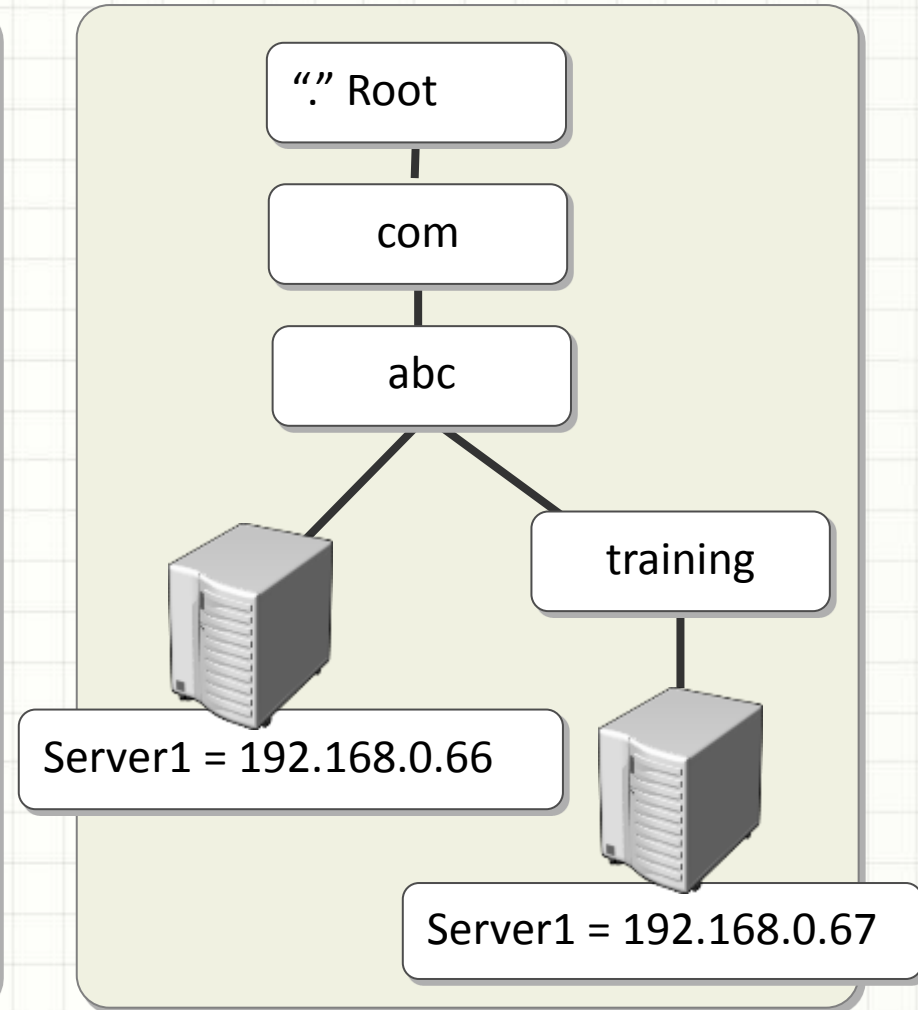 “.” Root
com
abc
training
Server1 = 192.168.0.66
Server1 = 192.168.0.67